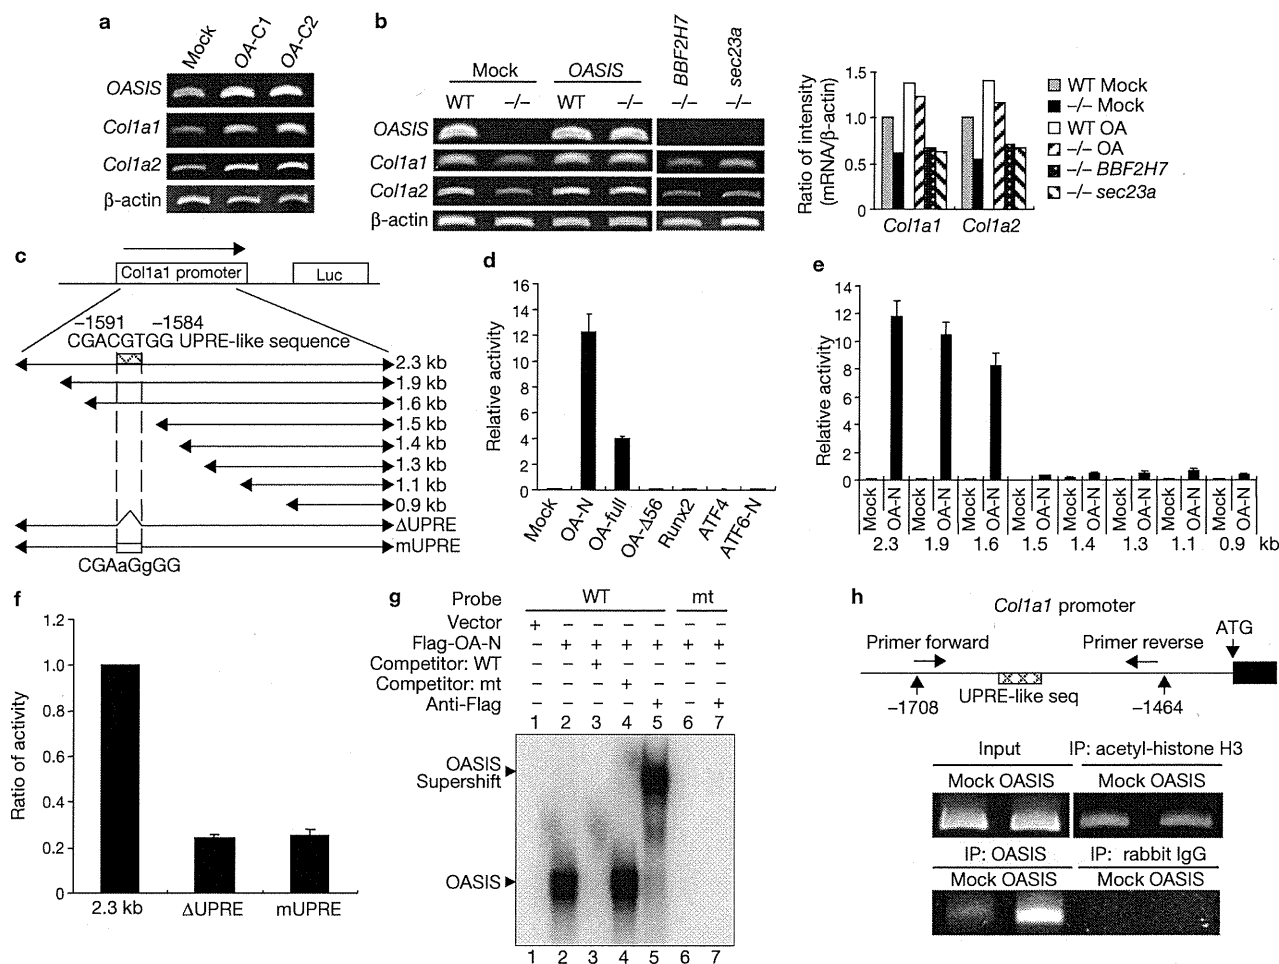 a
Mock
OA-C1
OA-C2
OASIS
Col1a1
Col1a2
β-actin
b
Mock
OASIS
BBF2H7
sec23a
WT
–/–
WT
–/–
–/–
–/–
OASIS
Col1a1
Col1a2
β-actin
Ratio of intensity
(mRNA/β-actin)
1.5
1.0
0.5
0
Col1a1
Col1a2
WT Mock
–/– Mock
WT OA
–/– OA
–/– BBF2H7
–/– sec23a
c
Col1a1 promoter
Luc
–1591
–1584
CGACGTGG UPRE-like sequence
2.3 kb
1.9 kb
1.6 kb
1.5 kb
1.4 kb
1.3 kb
1.1 kb
0.9 kb
ΔUPRE
mUPRE
CGAaGgGG
d
Relative activity
16
14
12
10
8
6
4
2
0
Mock
OA-N
OA-full
OA-Δ56
Runx2
ATF4
ATF6-N
e
Relative activity
14
12
10
8
6
4
2
0
Mock
OA-N
Mock
OA-N
Mock
OA-N
Mock
OA-N
Mock
OA-N
Mock
OA-N
Mock
OA-N
Mock
OA-N
2.3 1.9 1.6 1.5 1.4 1.3 1.1 0.9 kb
f
Ratio of activity
1.2
1.0
0.8
0.6
0.4
0.2
0
2.3 kb
ΔUPRE
mUPRE
g
Probe WT mt
Vector + – – – – – –
Flag-OA-N – + + + + + +
Competitor: WT – – + – – – –
Competitor: mt – – – + – – –
Anti-Flag – – – – + – +
1 2 3 4 5 6 7
OASIS
Supershift
OASIS
1 2 3 4 5 6 7
h
Col1a1 promoter
Primer forward
Primer reverse
ATG
UPRE-like seq
–1708
–1464
Input
IP: acetyl-histone H3
Mock OASIS
Mock OASIS
IP: OASIS
IP: rabbit IgG
Mock OASIS
Mock OASIS